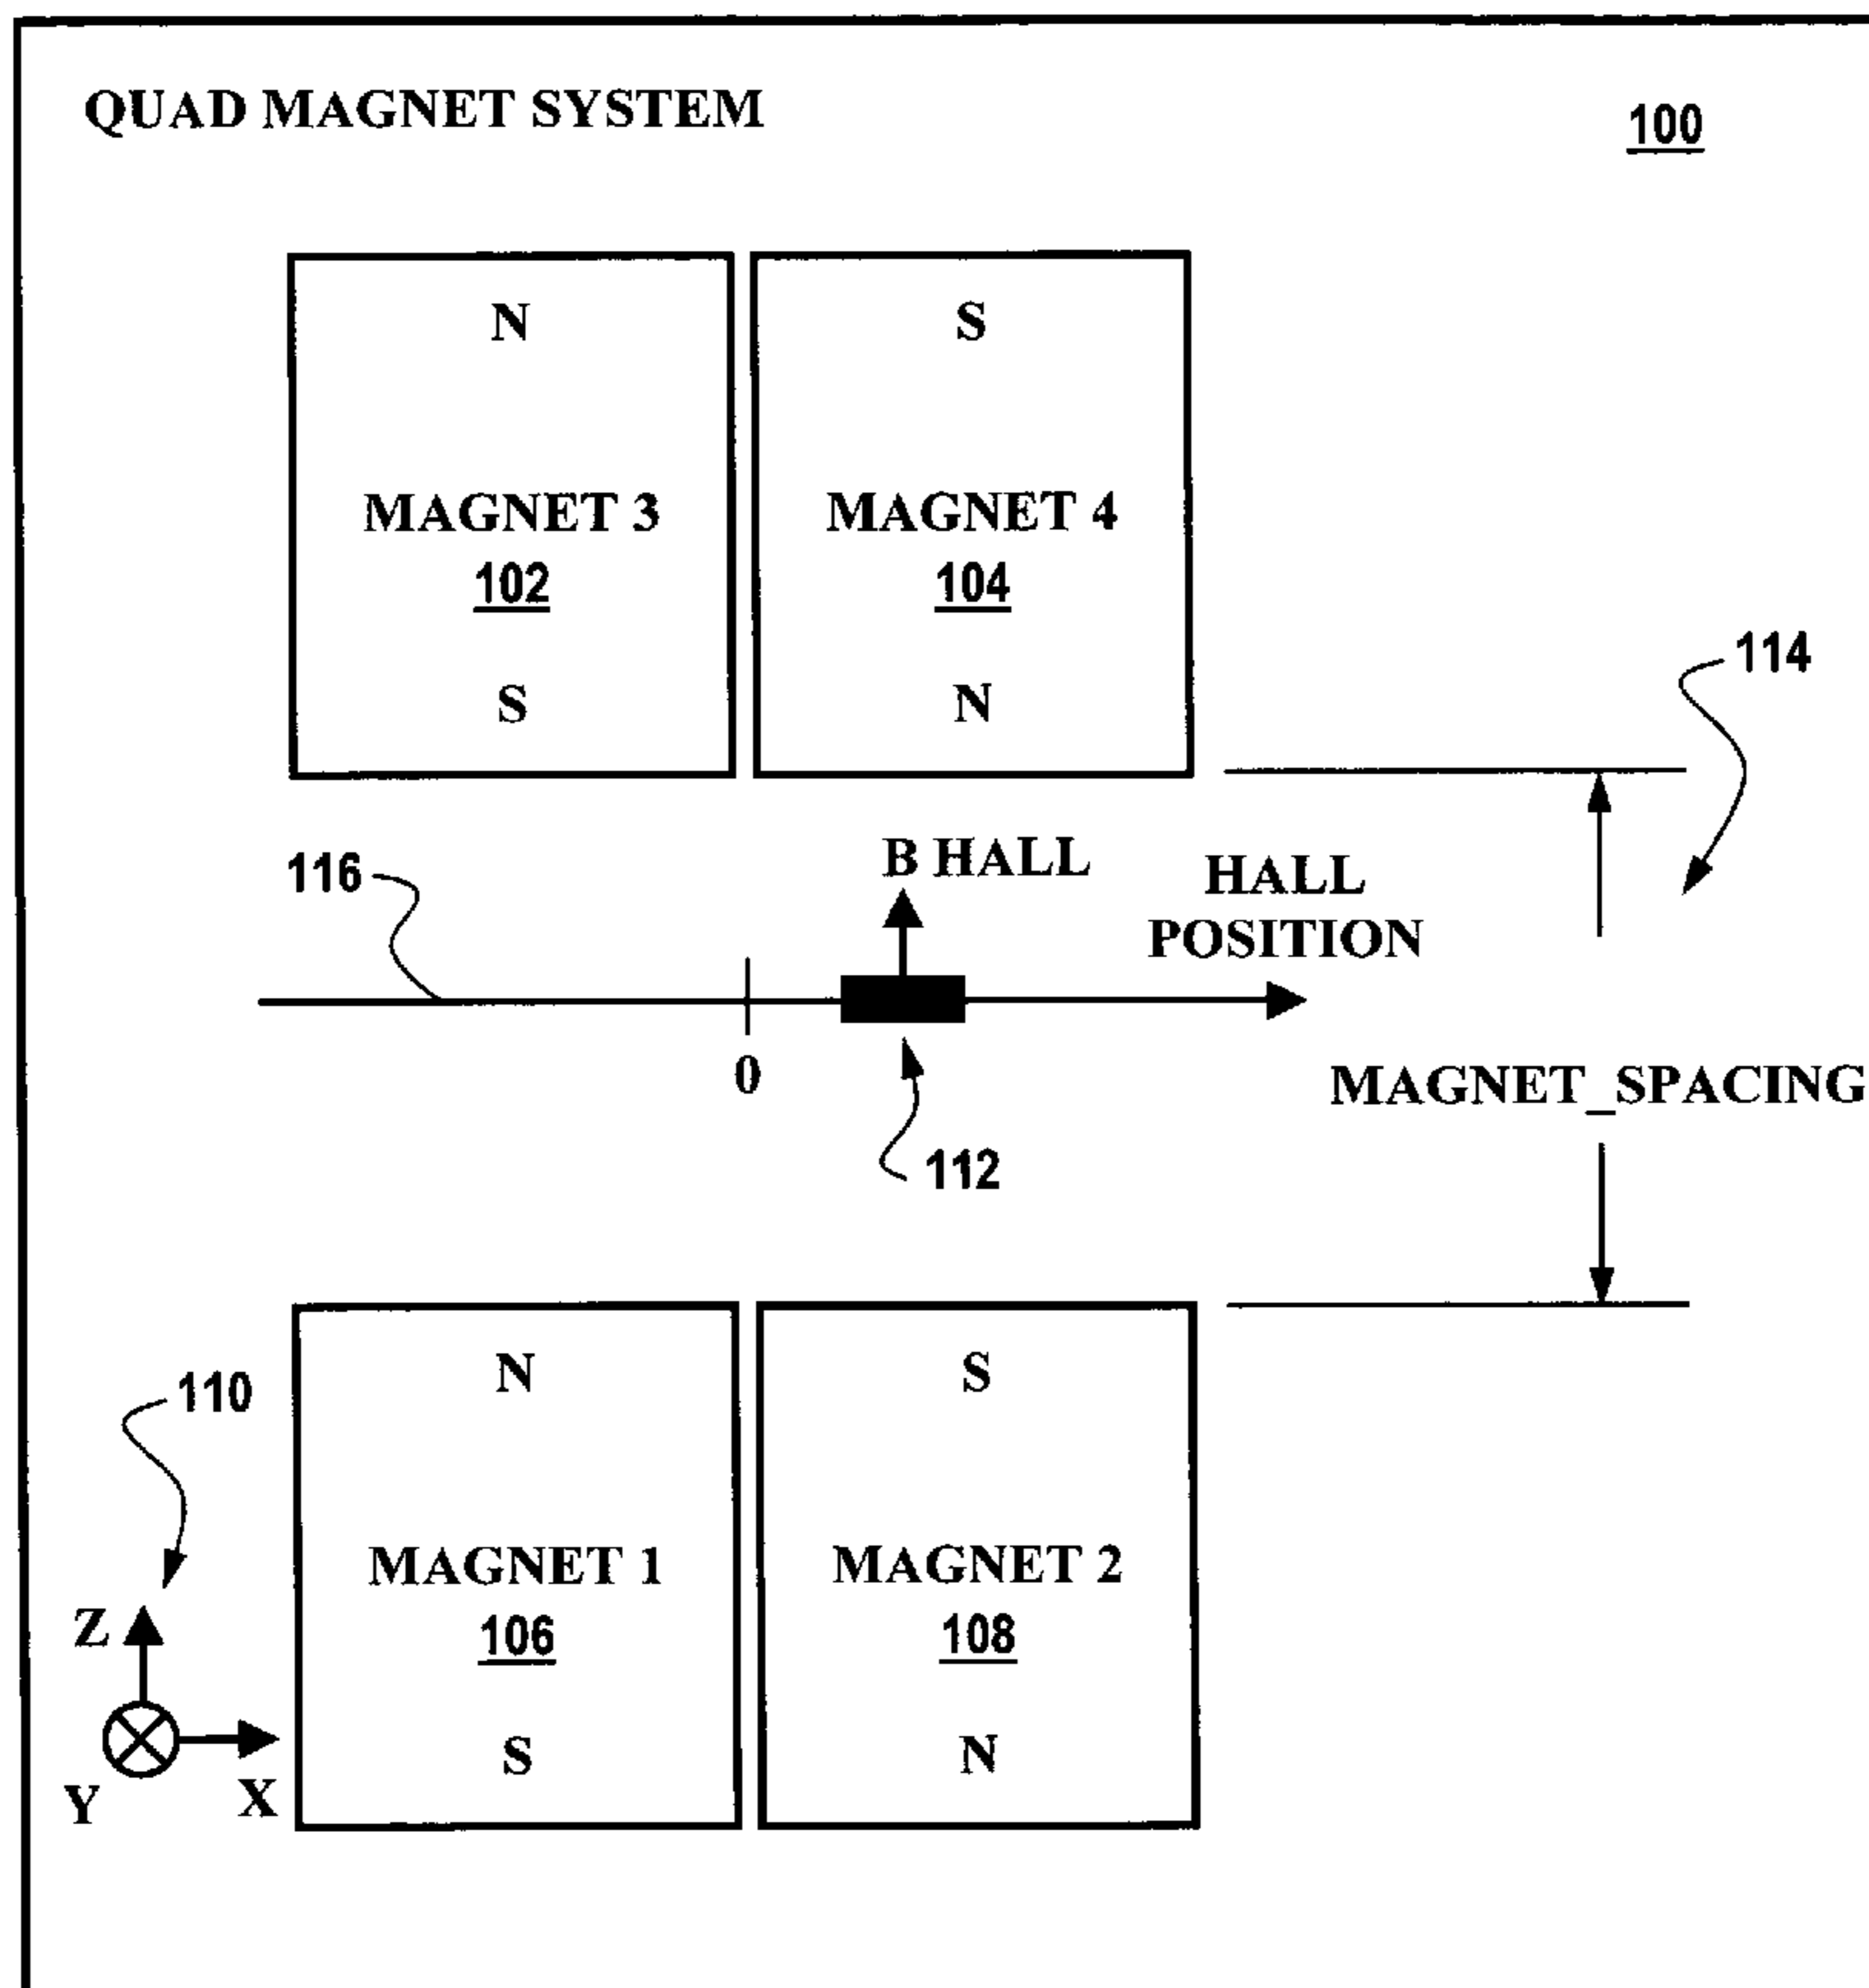 QUAD MAGNET SYSTEM
100
N
S
MAGNET 3
MAGNET 4
102
104
S
N
114
B HALL
116
HALL
POSITION
0
MAGNET_SPACING
112
N
S
110
MAGNET 1
MAGNET 2
106
108
Z
S
N
Y
X